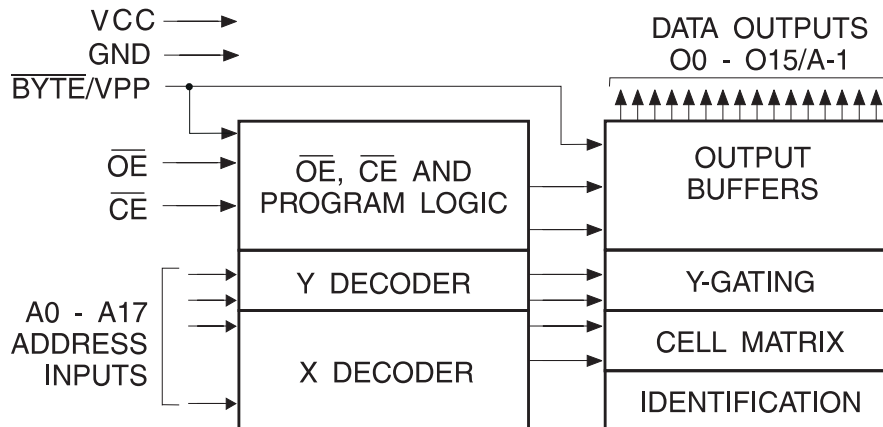 VCC
GND
BYTE/VPP
OE
CE
A0 - A17
ADDRESS
INPUTS
OE, CE AND
PROGRAM LOGIC
Y DECODER
X DECODER
DATA OUTPUTS
O0 - O15/A-1
OUTPUT
BUFFERS
Y-GATING
CELL MATRIX
IDENTIFICATION